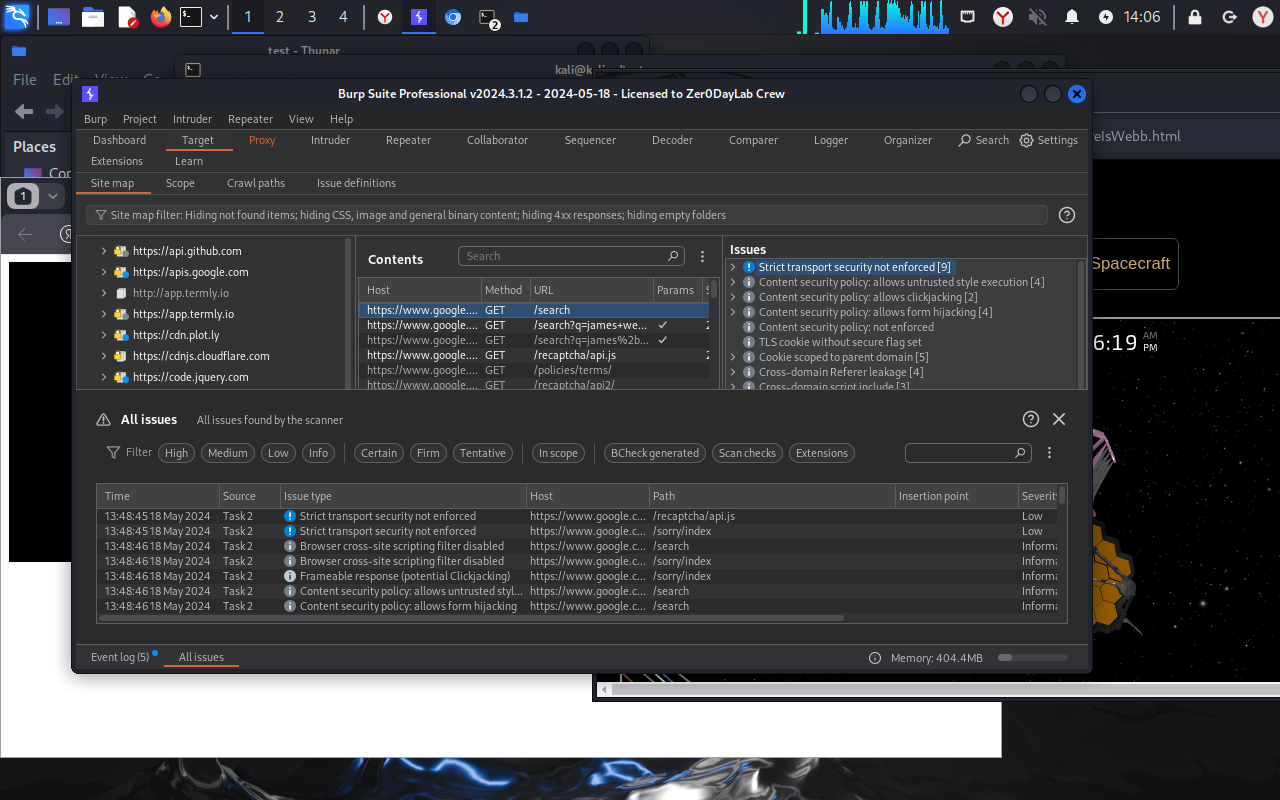 1 2 3 4 2 14:06
test - Thunar
kali@k
File Edit View Go
Places
1
Burp Suite Professional v2024.3.1.2 - 2024-05-18 - Licensed to Zer0DayLab Crew
Burp Project Intruder Repeater View Help
Dashboard Target Proxy Intruder Repeater Collaborator Sequencer Decoder Comparer Logger Organizer Search Settings
Extensions Learn
Site map Scope Crawl paths Issue definitions
Site map filter: Hiding not found items; hiding CSS, image and general binary content; hiding 4xx responses; hiding empty folders
https://api.github.com
https://apis.google.com
http://app.termly.io
https://app.termly.io
https://cdn.plot.ly
https://cdnjs.cloudflare.com
https://code.jquery.com
Contents Search
Host Method URL Params S
https://www.google.... GET /search
https://www.google.... GET /search?q=james+we... ✓ 2
https://www.google.... GET /search?q=james%2b... ✓
https://www.google.... GET /recaptcha/api.js 2
https://www.google.... GET /policies/terms/
https://www.google.... GET /recaptcha/api2/
Issues
Strict transport security not enforced [9]
Content security policy: allows untrusted style execution [4]
Content security policy: allows clickjacking [2]
Content security policy: allows form hijacking [4]
Content security policy: not enforced
TLS cookie without secure flag set
Cookie scoped to parent domain [5]
Cross-domain Referer leakage [4]
Cross-domain script include [3]
All issues All issues found by the scanner
Filter High Medium Low Info Certain Firm Tentative In scope BCheck generated Scan checks Extensions
Time Source Issue type Host Path Insertion point Severit
13:48:45 18 May 2024 Task 2 Strict transport security not enforced https://www.google.c... /recaptcha/api.js Low
13:48:45 18 May 2024 Task 2 Strict transport security not enforced https://www.google.c... /sorry/index Low
13:48:46 18 May 2024 Task 2 Browser cross-site scripting filter disabled https://www.google.c... /search Informa
13:48:46 18 May 2024 Task 2 Browser cross-site scripting filter disabled https://www.google.c... /sorry/index Informa
13:48:46 18 May 2024 Task 2 Frameable response (potential Clickjacking) https://www.google.c... /sorry/index Informa
13:48:46 18 May 2024 Task 2 Content security policy: allows untrusted styl... https://www.google.c... /search Informa
13:48:46 18 May 2024 Task 2 Content security policy: allows form hijacking https://www.google.c... /search Informa
Event log (5) All issues Memory: 404.4MB
reIsWebb.html
Spacecraft
6:19 AM
PM